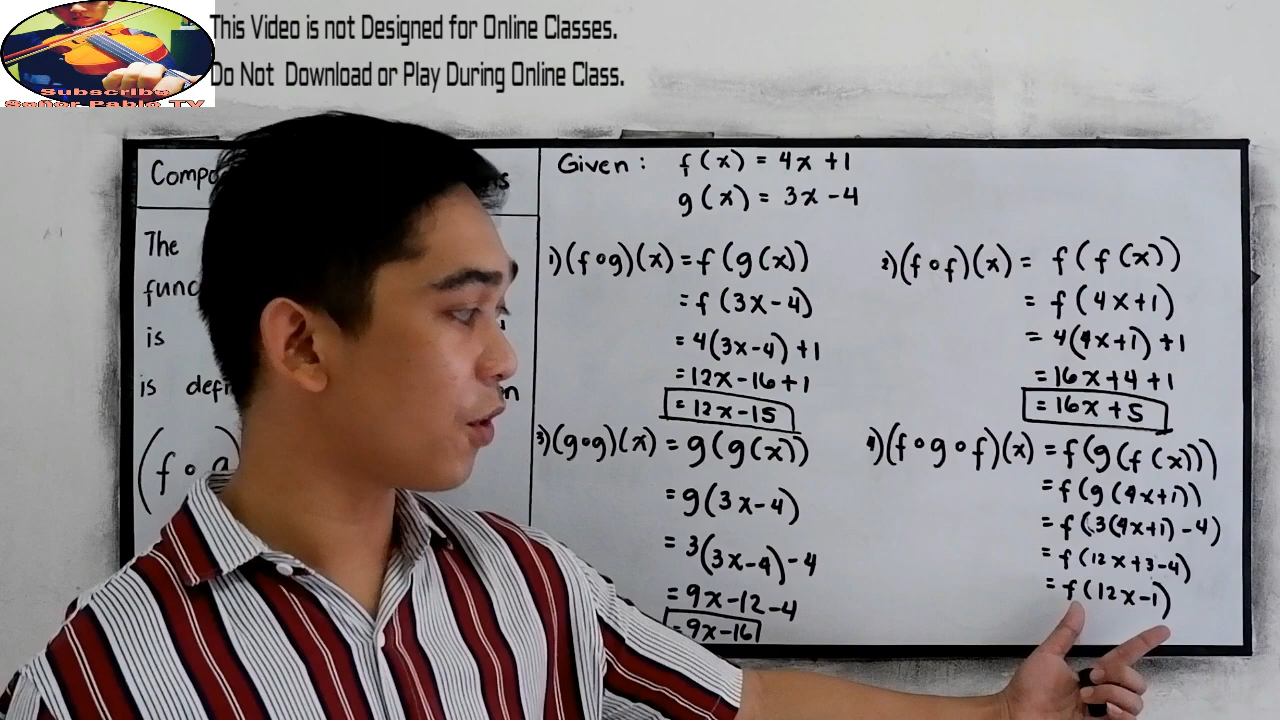 This Video is not Designed for Online Classes.
Do Not Download or Play During Online Class.
Subscribe
Señor Pablo TV
The
is
is
(f o g)
Given: f(x) = 4x + 1
g(x) = 3x - 4
1) (f o g)(x) = f(g(x))
= f(3x - 4)
= 4(3x - 4) + 1
= 12x - 16 + 1
= 12x - 15
2) (f o f)(x) = f(f(x))
= f(4x + 1)
= 4(4x + 1) + 1
= 16x + 4 + 1
= 16x + 5
3) (g o g)(x) = g(g(x))
= g(3x - 4)
= 3(3x - 4) - 4
= 9x - 12 - 4
= 9x - 16
4) (f o g o f)(x) = f(g(f(x)))
= f(g(4x + 1))
= f(3(4x + 1) - 4)
= f(12x + 3 - 4)
= f(12x - 1)